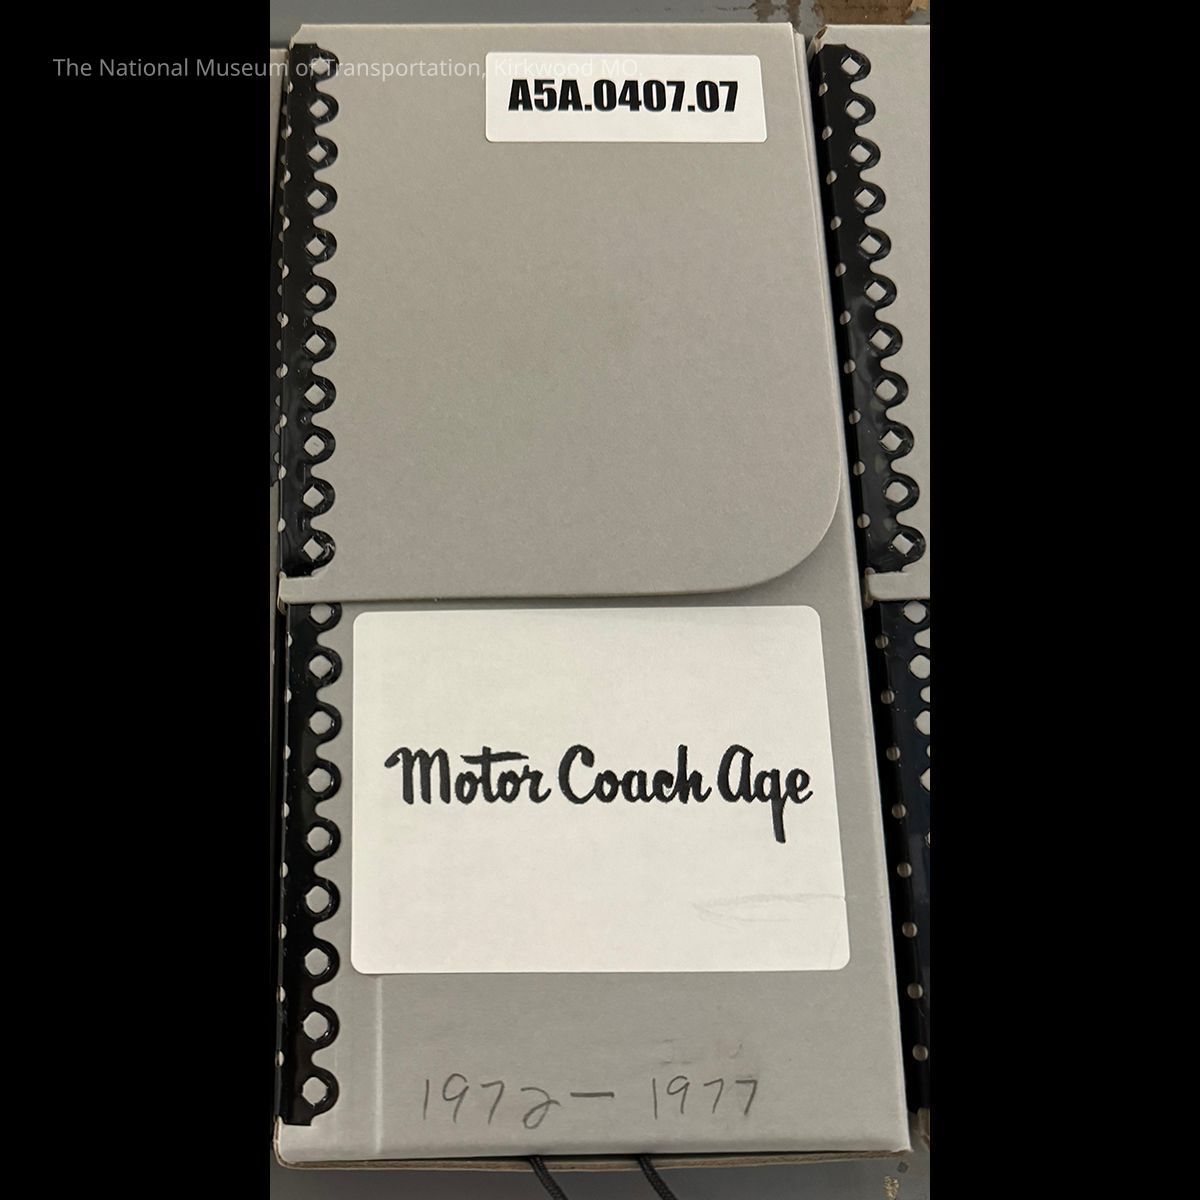 The National Museum of Transportation, Kirkwood MO,
A5A.0407.07
Motor Coach Age
1972 - 1977